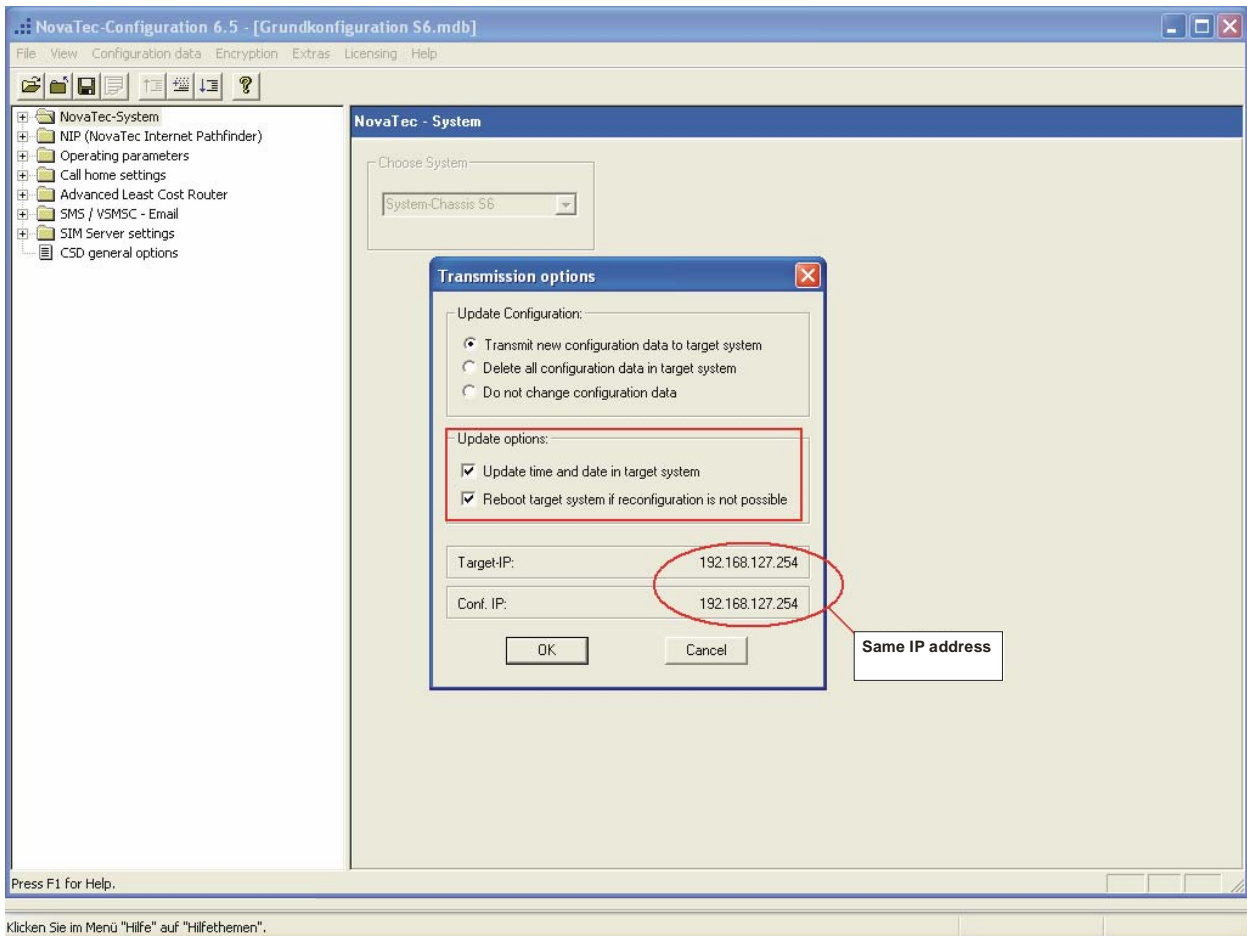 NovaTec-Configuration 6.5 - [Grundkonfiguration S6.mdb]
File View Configuration data Encryption Extras Licensing Help
NovaTec-System
NIP (NovaTec Internet Pathfinder)
Operating parameters
Call home settings
Advanced Least Cost Router
SMS / VSMSC - Email
SIM Server settings
CSD general options
NovaTec - System
Choose System
System-Chassis S6
Transmission options
Update Configuration:
Transmit new configuration data to target system
Delete all configuration data in target system
Do not change configuration data
Update options:
Update time and date in target system
Reboot target system if reconfiguration is not possible
Target-IP: 192.168.127.254
Conf. IP: 192.168.127.254
OK Cancel
Same IP address
Press F1 for Help.
Klicken Sie im Menü "Hilfe" auf "Hilfethemen".